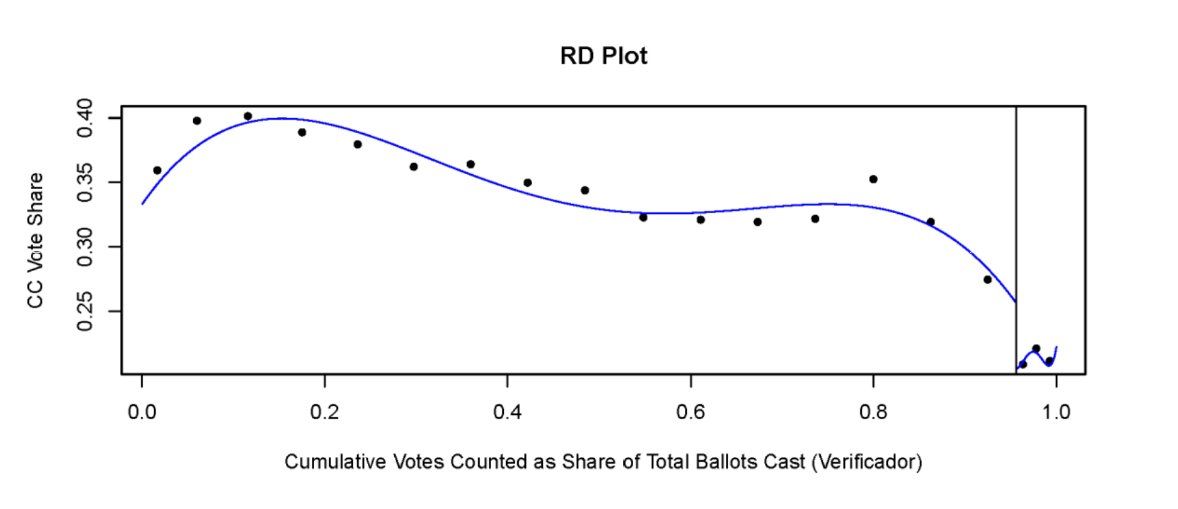 RD Plot
CC Vote Share
0.40
0.35
0.30
0.25
0.0 0.2 0.4 0.6 0.8 1.0
Cumulative Votes Counted as Share of Total Ballots Cast (Verificador)